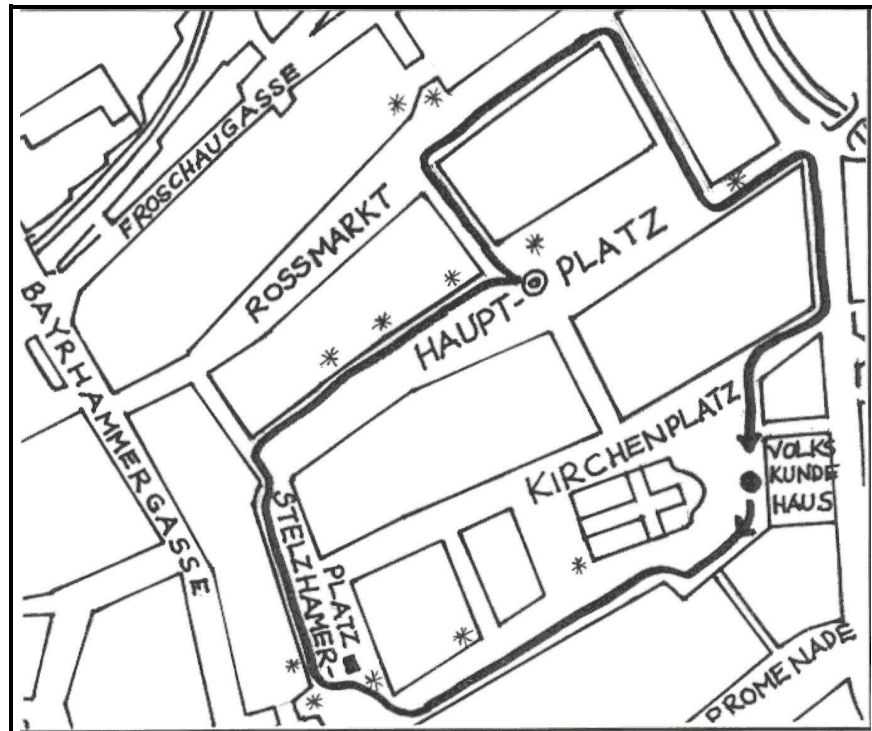 FROSCHAUGASSE
ROSSMARKT
HAUPT-PLATZ
BAYRHAMMERGASSE
KIRCHENPLATZ
VOLKS
KUNDE
HAUS
STELZHAMER-
PLATZ
PROMENADE